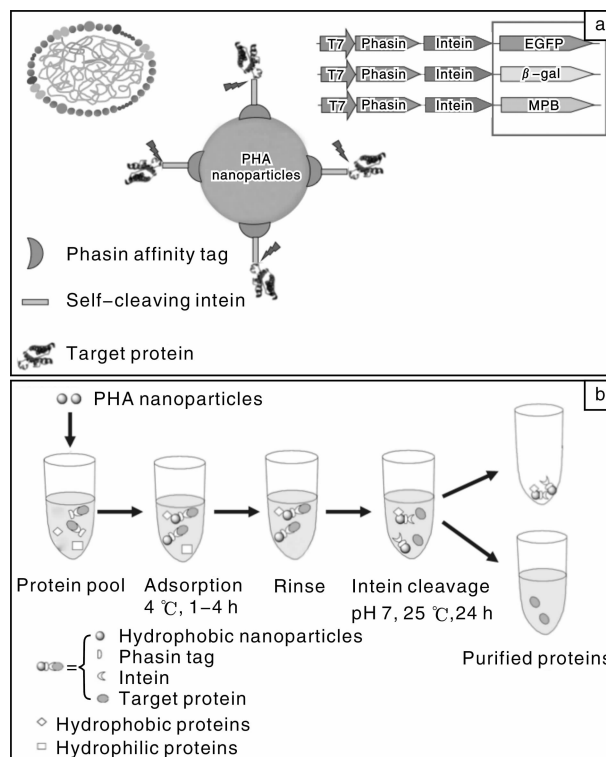 a
T7 Phasin Intein EGFP
T7 Phasin Intein β-gal
T7 Phasin Intein MPB
PHA
nanoparticles
Phasin affinity tag
Self-cleaving intein
Target protein
b
PHA nanoparticles
Protein pool
Adsorption
4 ℃, 1-4 h
Rinse
Intein cleavage
pH 7, 25 ℃,24 h
Purified proteins
=
Hydrophobic nanoparticles
Phasin tag
Intein
Target protein
Hydrophobic proteins
Hydrophilic proteins